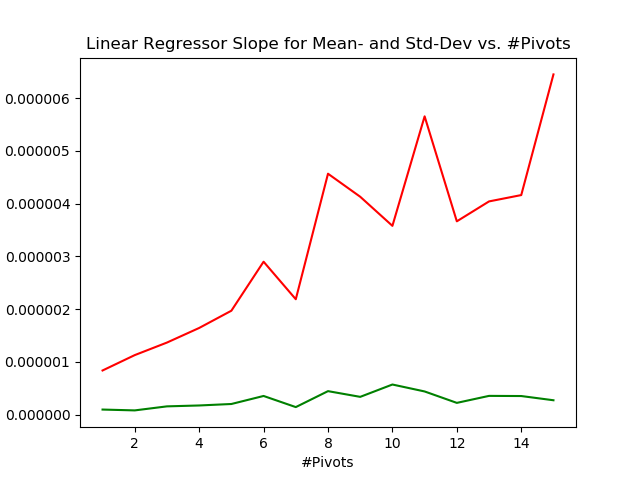 Linear Regressor Slope for Mean- and Std-Dev vs. #Pivots
0.000006
0.000005
0.000004
0.000003
0.000002
0.000001
0.000000
2 4 6 8 10 12 14
#Pivots